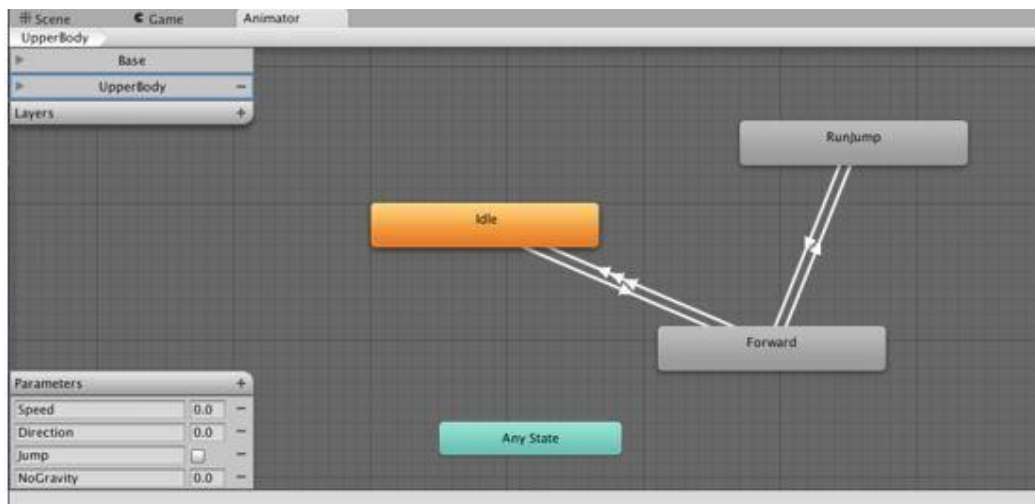 Scene Game Animator
UpperBody
Base
UpperBody
Layers
RunJump
Idle
Forward
Parameters
Speed 0.0
Direction 0.0
Jump
NoGravity 0.0
Any State